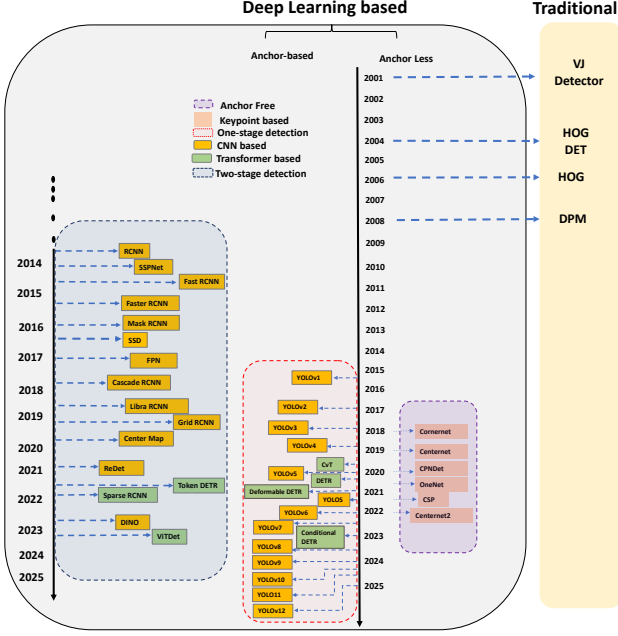 Deep Learning based
Traditional
Anchor-based
Anchor Less
Anchor Free
Keypoint based
One-stage detection
CNN based
Transformer based
Two-stage detection
2014
2015
2016
2017
2018
2019
2020
2021
2022
2023
2024
2025
RCNN
SSPNet
Fast RCNN
Faster RCNN
Mask RCNN
SSD
FPN
Cascade RCNN
Libra RCNN
Grid RCNN
Center Map
ReDet
Token DETR
Sparse RCNN
DINO
ViTDet
YOLOv1
YOLOv2
YOLOv3
YOLOv4
CvT
YOLOv5
DETR
Deformable DETR
YOLOS
YOLOv6
YOLOv7
Conditional
DETR
YOLOv8
YOLOv9
YOLOv10
YOLO11
YOLOv12
2001
2002
2003
2004
2005
2006
2007
2008
2009
2010
2011
2012
2013
2014
2015
2016
2017
2018
2019
2020
2021
2022
2023
2024
2025
Cornernet
Centernet
CPNDet
OneNet
CSP
Centernet2
VJ
Detector
HOG
DET
HOG
DPM